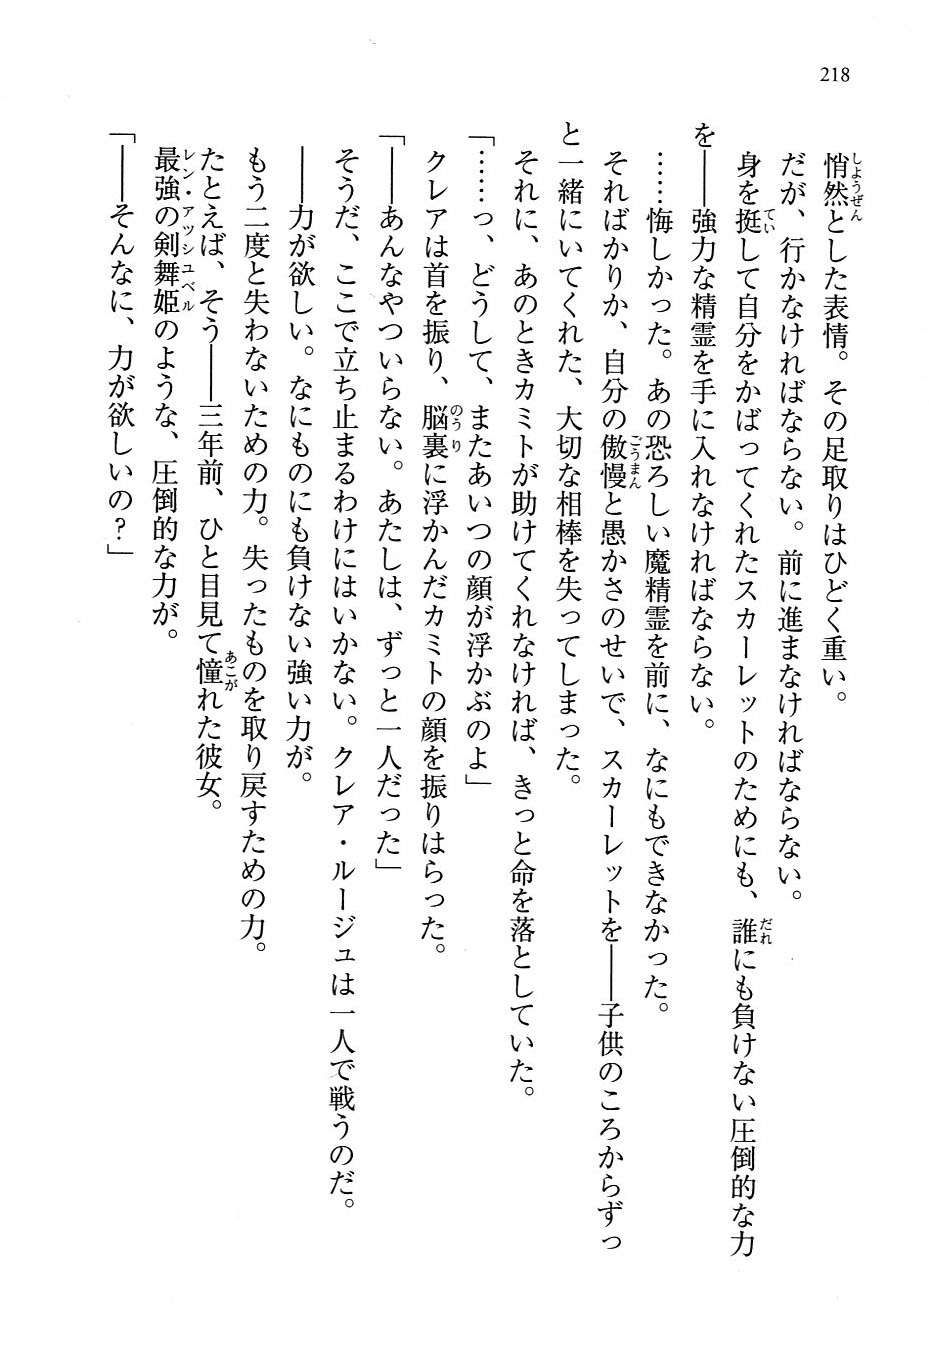 218
悄然とした表情。その足取りはひどく重い。
だが、行かなければならない。前に進まなければならない。
身を挺して自分をかばってくれたスカーレットのためにも、誰にも負けない圧倒的な力
を――強力な精霊を手に入れなければならない。
……悔しかった。あの恐ろしい魔精霊を前に、なにもできなかった。
そればかりか、自分の傲慢と愚かさのせいで、スカーレットを――子供のころからずっ
と一緒にいてくれた、大切な相棒を失ってしまった。
それに、あのときカミトが助けてくれなければ、きっと命を落としていた。
「……っ、どうして、またあいつの顔が浮かぶのよ」
クレアは首を振り、脳裏に浮かんだカミトの顔を振りはらった。
「――あんなやついらない。あたしは、ずっと一人だった」
そうだ、ここで立ち止まるわけにはいかない。クレア・ルージュは一人で戦うのだ。
――力が欲しい。なにものにも負けない強い力が。
もう二度と失わないための力。失ったものを取り戻すための力。
たとえば、そう――三年前、ひと目見て憧れた彼女。
最強の剣舞姫のような、圧倒的な力が。
「――そんなに、力が欲しいの？」